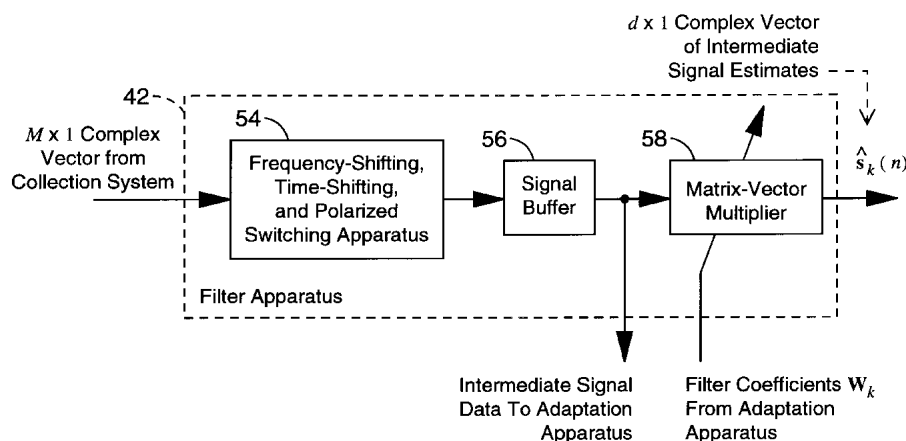 d x 1 Complex
Vector
of Intermediate
Signal Estimates
42
M x 1 Complex
Vector from
Collection System
54
Frequency-Shifting,
Time-Shifting,
and Polarized
Switching Apparatus
56
Signal
Buffer
58
Matrix-Vector
Multiplier
ŝk(n)
Filter Apparatus
Intermediate Signal
Data To Adaptation
Apparatus
Filter Coefficients Wk
From Adaptation
Apparatus